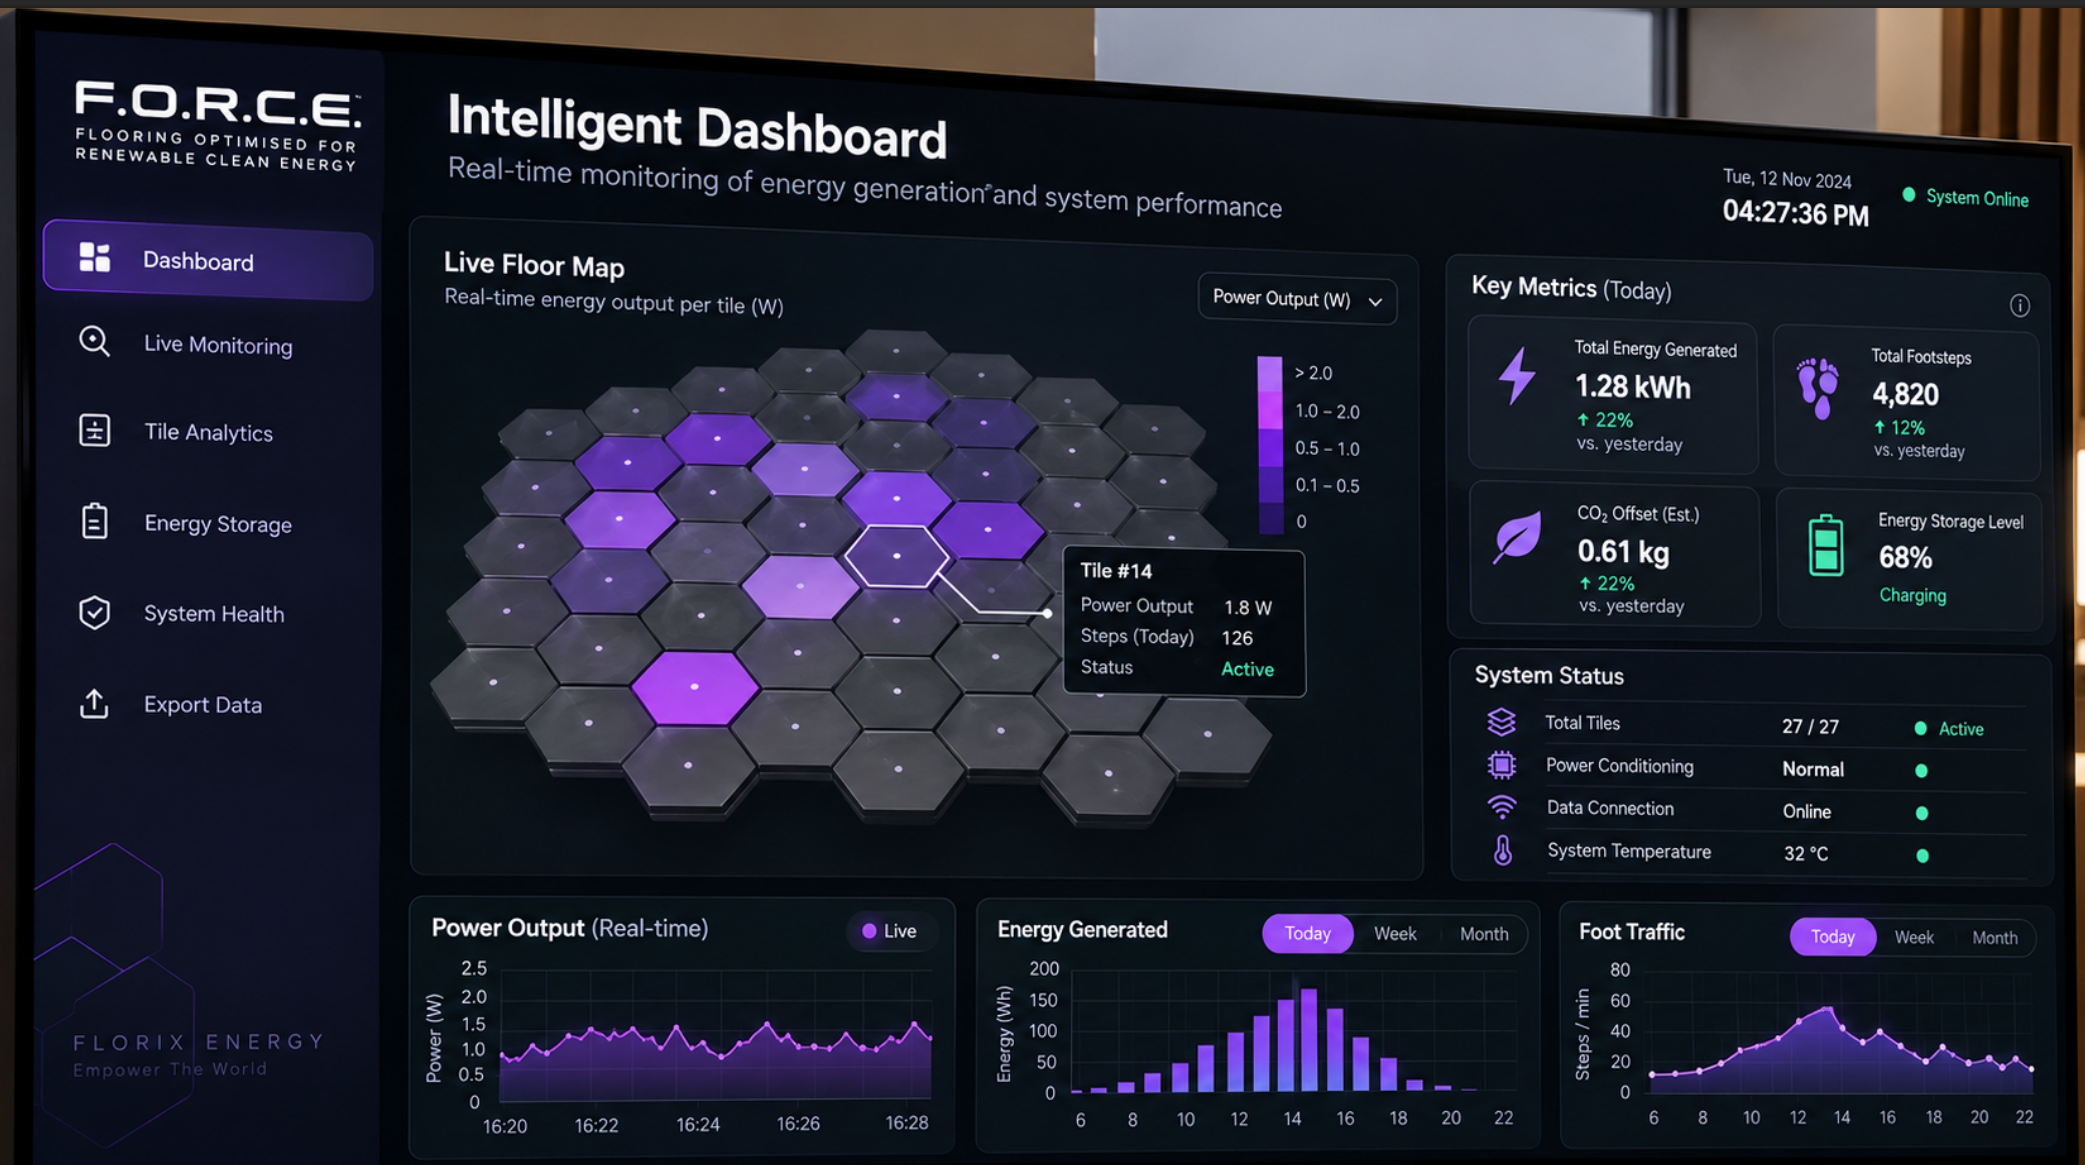 F.O.R.C.E.™
FLOORING OPTIMISED FOR
RENEWABLE CLEAN ENERGY
Dashboard
Live Monitoring
Tile Analytics
Energy Storage
System Health
Export Data
FLORIX ENERGY
Empower The World
Intelligent Dashboard
Real-time monitoring of energy generation and system performance
Tue, 12 Nov 2024
04:27:36 PM
System Online
Live Floor Map
Real-time energy output per tile (W)
Power Output (W)
> 2.0
1.0 – 2.0
0.5 – 1.0
0.1 – 0.5
0
Tile #14
Power Output 1.8 W
Steps (Today) 126
Status Active
Key Metrics (Today)
Total Energy Generated
1.28 kWh
↑ 22%
vs. yesterday
Total Footsteps
4,820
↑ 12%
vs. yesterday
CO₂ Offset (Est.)
0.61 kg
↑ 22%
vs. yesterday
Energy Storage Level
68%
Charging
System Status
Total Tiles 27 / 27 Active
Power Conditioning Normal
Data Connection Online
System Temperature 32 °C
Power Output (Real-time) Live
Power (W)
2.5
2.0
1.5
1.0
0.5
0
16:20 16:22 16:24 16:26 16:28
Energy Generated Today Week Month
Energy (Wh)
200
150
100
50
0
6 8 10 12 14 16 18 20 22
Foot Traffic Today Week Month
Steps / min
80
60
40
20
0
6 8 10 12 14 16 18 20 22